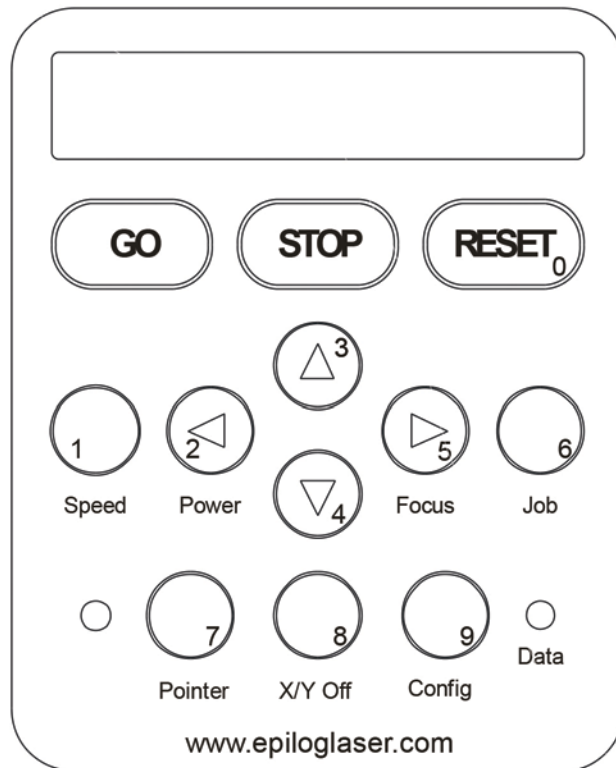 GO STOP RESET 0
3
1 2 5 6
4
Speed Power Focus Job
7 8 9
Data
Pointer X/Y Off Config
www.epiloglaser.com